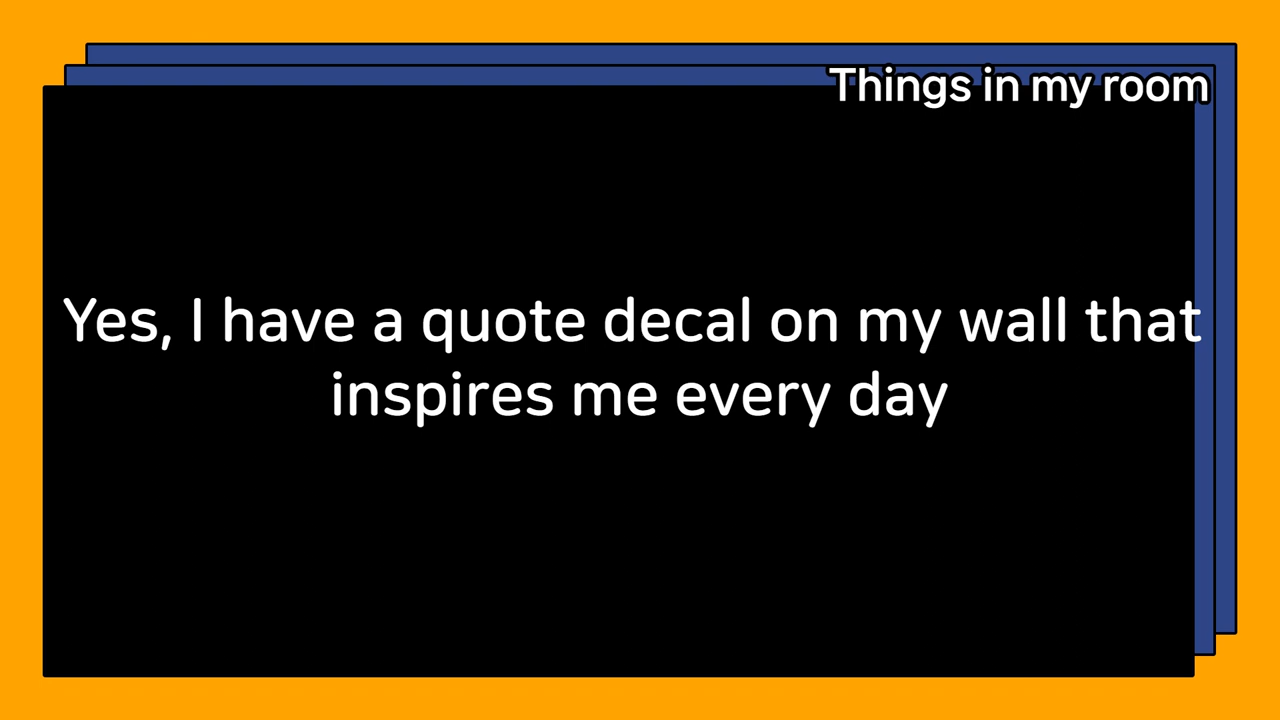 Things in my room
Yes, I have a quote decal on my wall that
inspires me every day